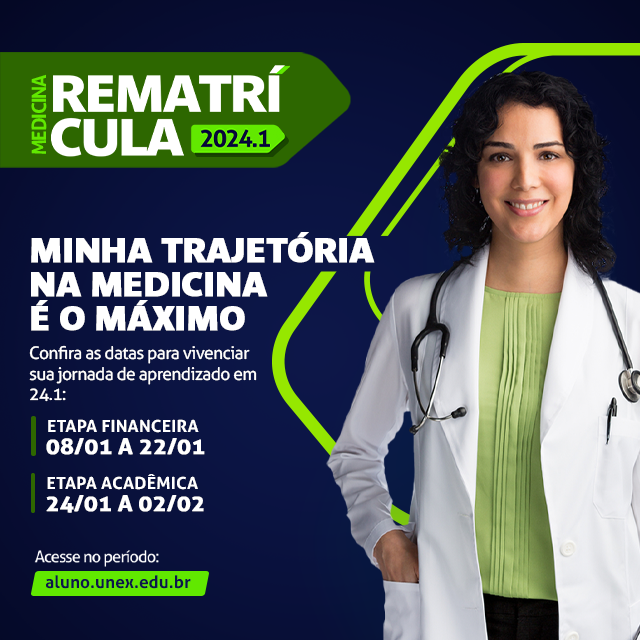 MEDICINA
REMATRÍ
CULA 2024.1
MINHA TRAJETÓRIA
NA MEDICINA
É O MÁXIMO
Confira as datas para vivenciar
sua jornada de aprendizado em
24.1:
ETAPA FINANCEIRA
08/01 A 22/01
ETAPA ACADÊMICA
24/01 A 02/02
Acesse no período:
aluno.unex.edu.br